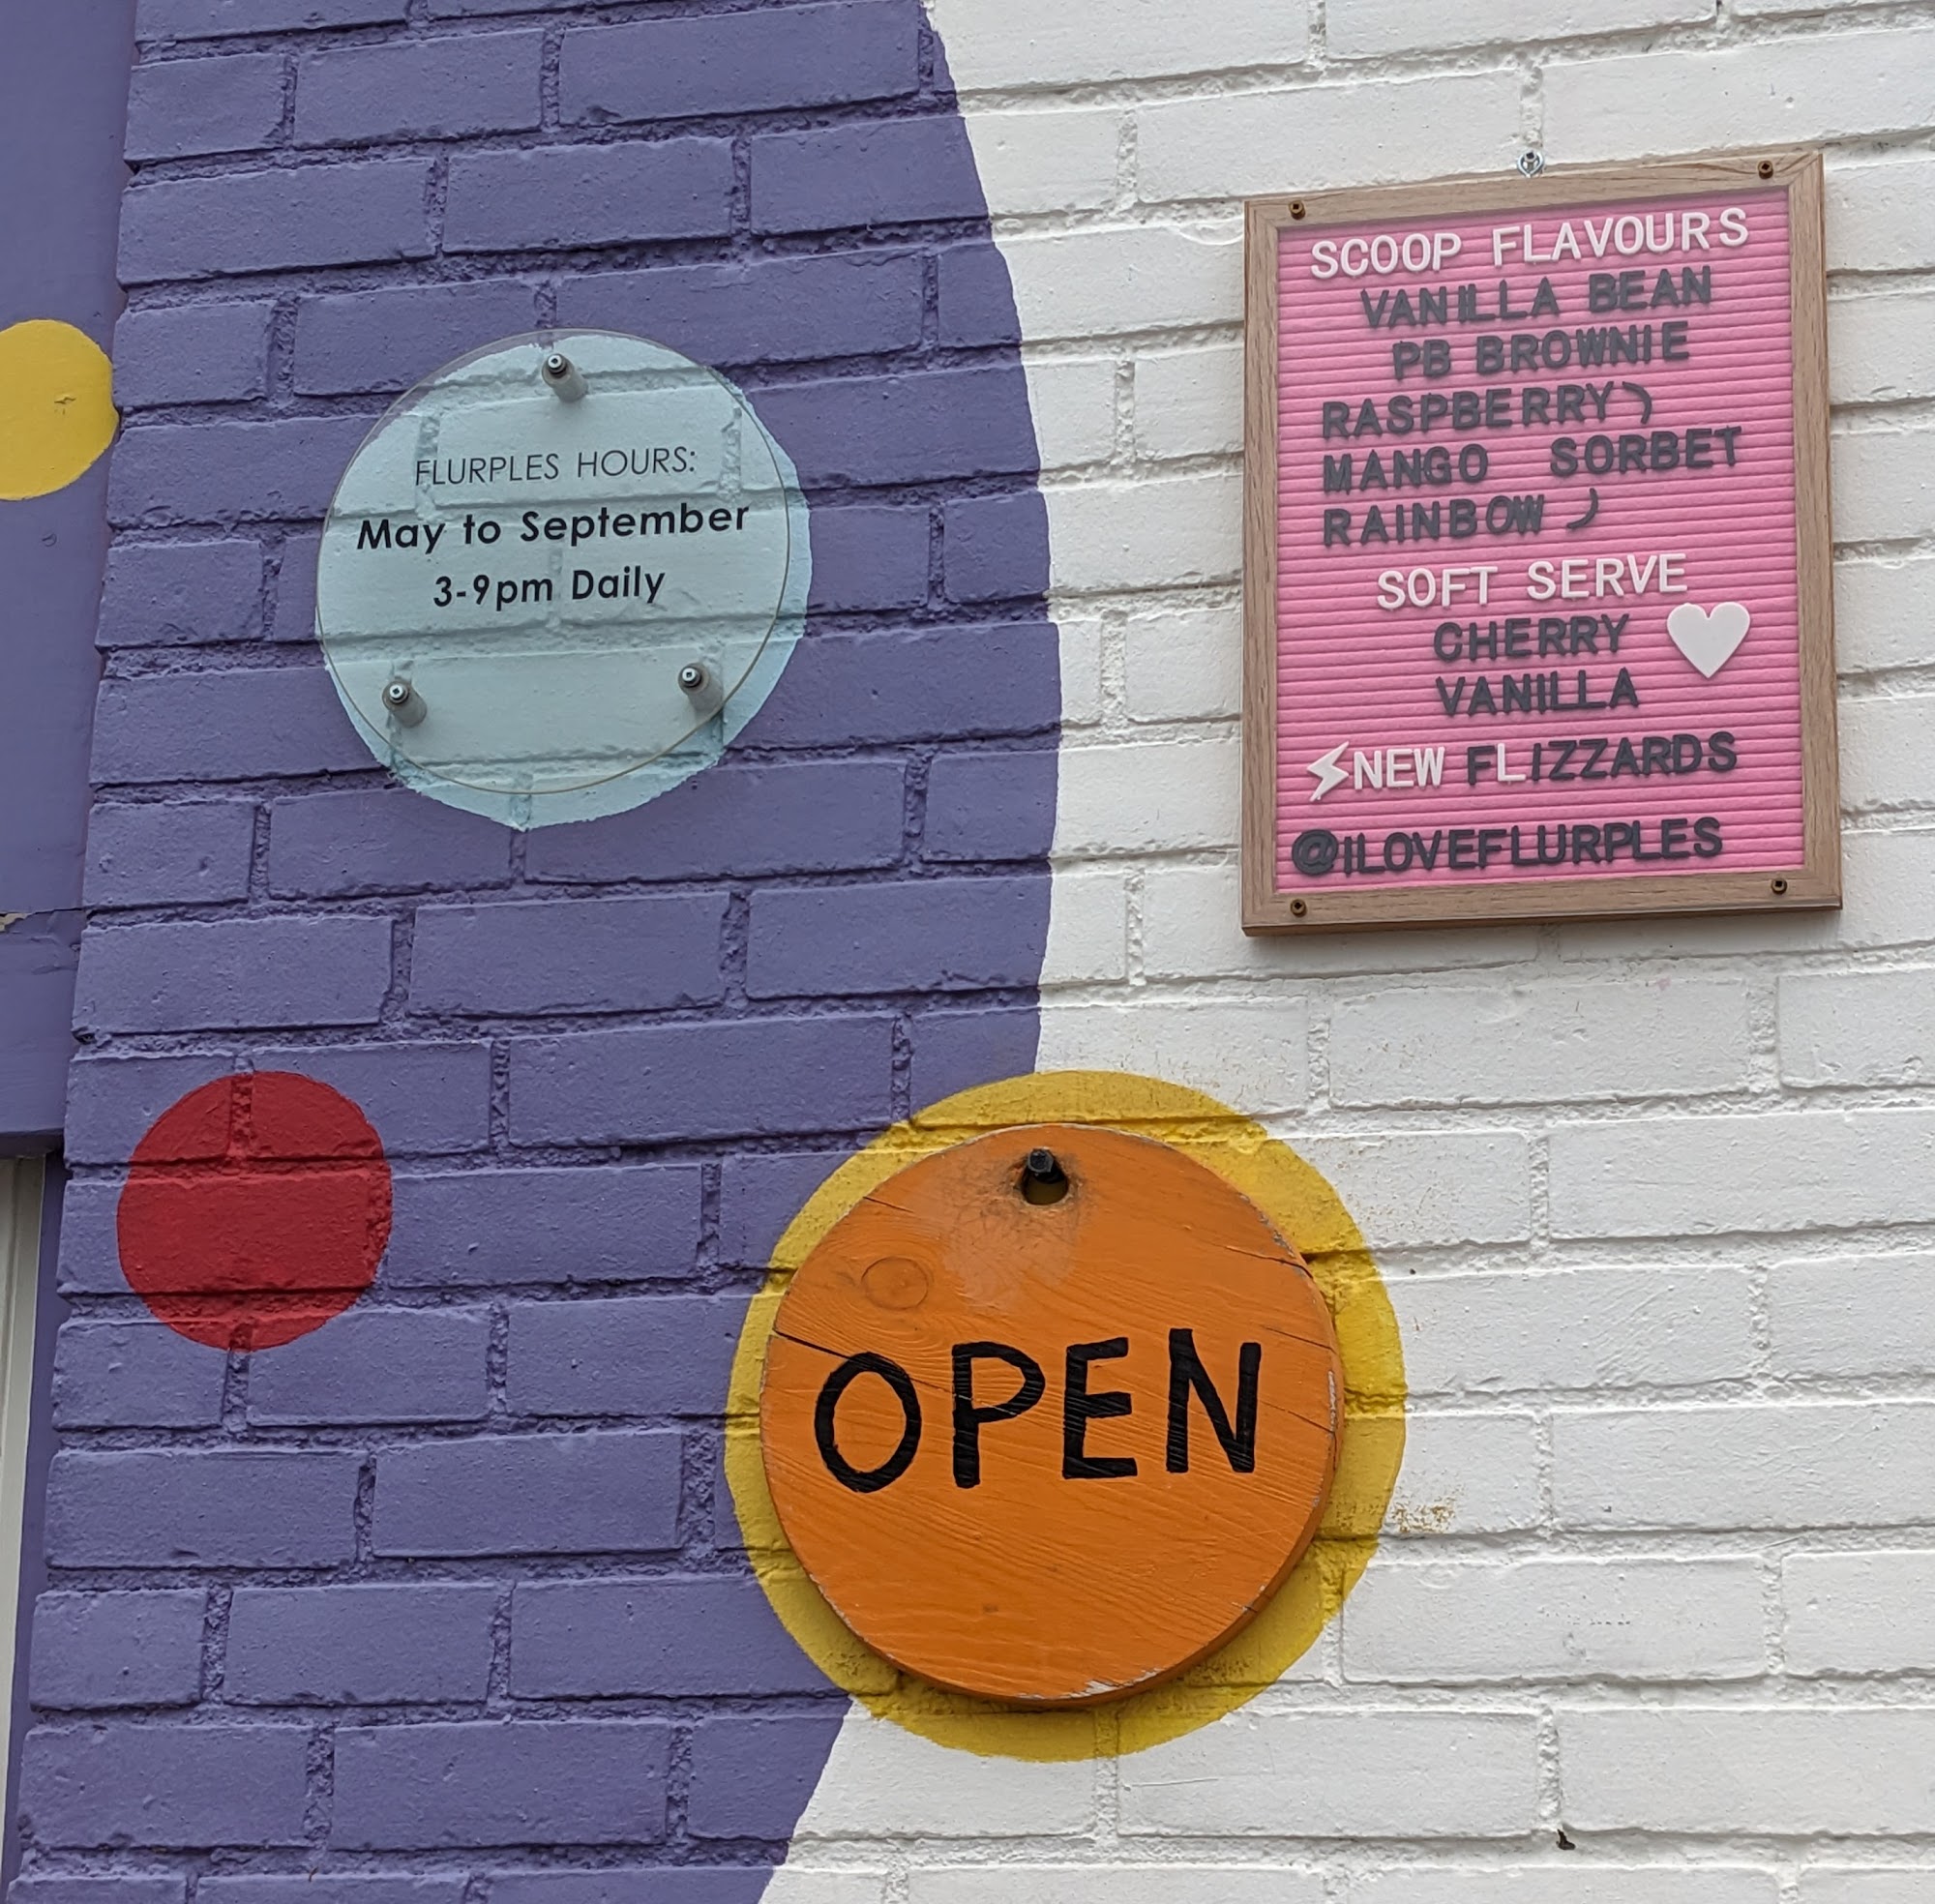 FLURPLES HOURS:
May to September
3-9pm Daily
SCOOP FLAVOURS
VANILLA BEAN
PB BROWNIE
RASPBERRY)
MANGO SORBET
RAINBOW )
SOFT SERVE
CHERRY
VANILLA
NEW FLIZZARDS
@ILOVEFLURPLES
OPEN